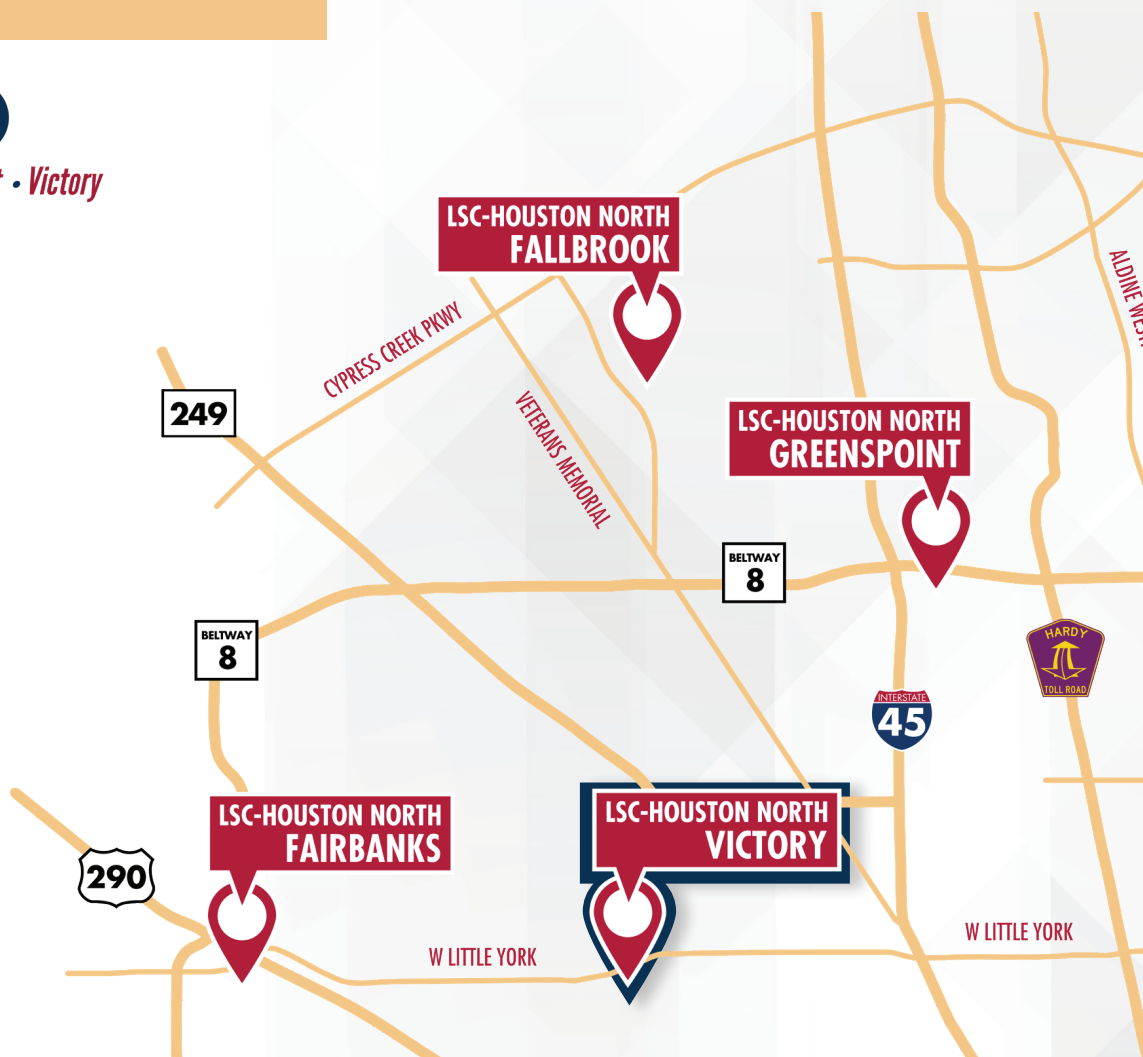 · Victory
LSC-HOUSTON NORTH
FALLBROOK
CYPRESS CREEK PKWY
VETERANS MEMORIAL
249
LSC-HOUSTON NORTH
GREENSPOINT
ALDINE
BELTWAY
8
BELTWAY
8
HARDY
TOLL ROAD
INTERSTATE
45
LSC-HOUSTON NORTH
FAIRBANKS
LSC-HOUSTON NORTH
VICTORY
290
W LITTLE YORK
W LITTLE YORK